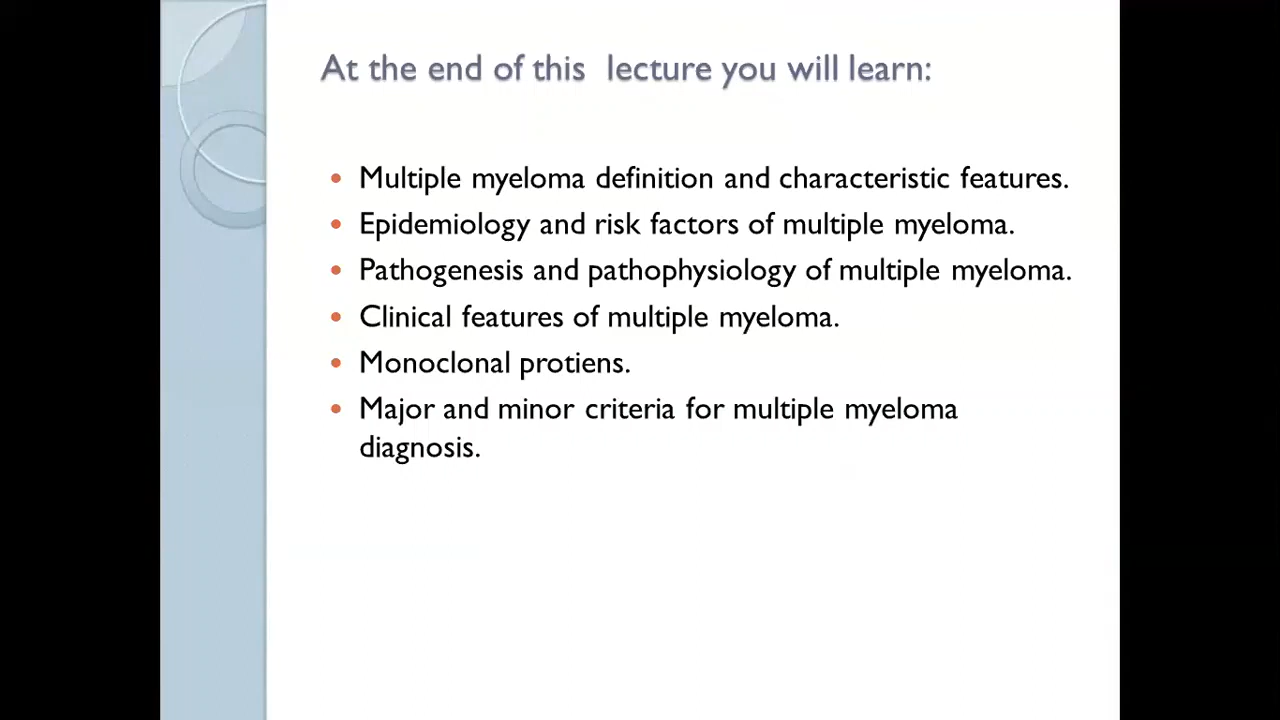 At the end of this  lecture you will learn:
• Multiple myeloma definition and characteristic features.
• Epidemiology and risk factors of multiple myeloma.
• Pathogenesis and pathophysiology of multiple myeloma.
• Clinical features of multiple myeloma.
• Monoclonal protiens.
• Major and minor criteria for multiple myeloma
diagnosis.